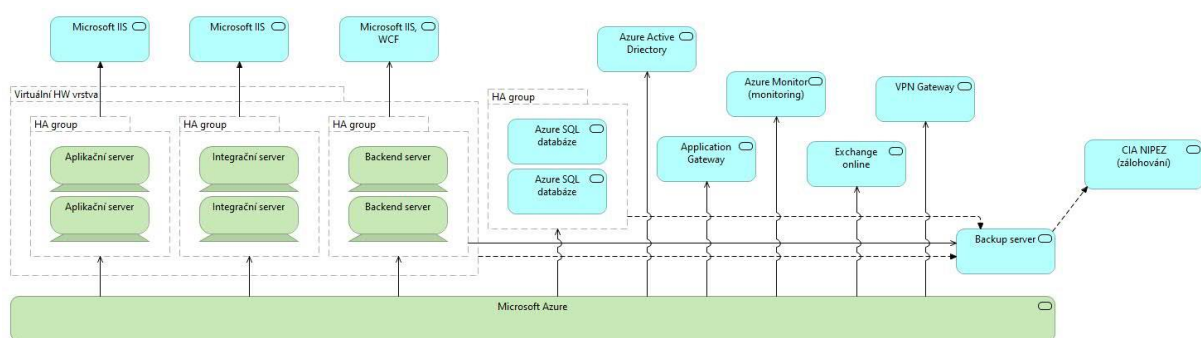 Microsoft IIS
Microsoft IIS
Microsoft IIS,
WCF
Azure Active
Driectory
Azure Monitor
(monitoring)
VPN Gateway
Virtuální HW vrstva
HA group
HA group
HA group
HA group
Azure SQL
databáze
Azure SQL
databáze
Application
Gateway
Exchange
online
CIA NIPEZ
(zálohování)
Aplikační server
Integrační server
Backend server
Aplikační server
Integrační server
Backend server
Backup server
Microsoft Azure